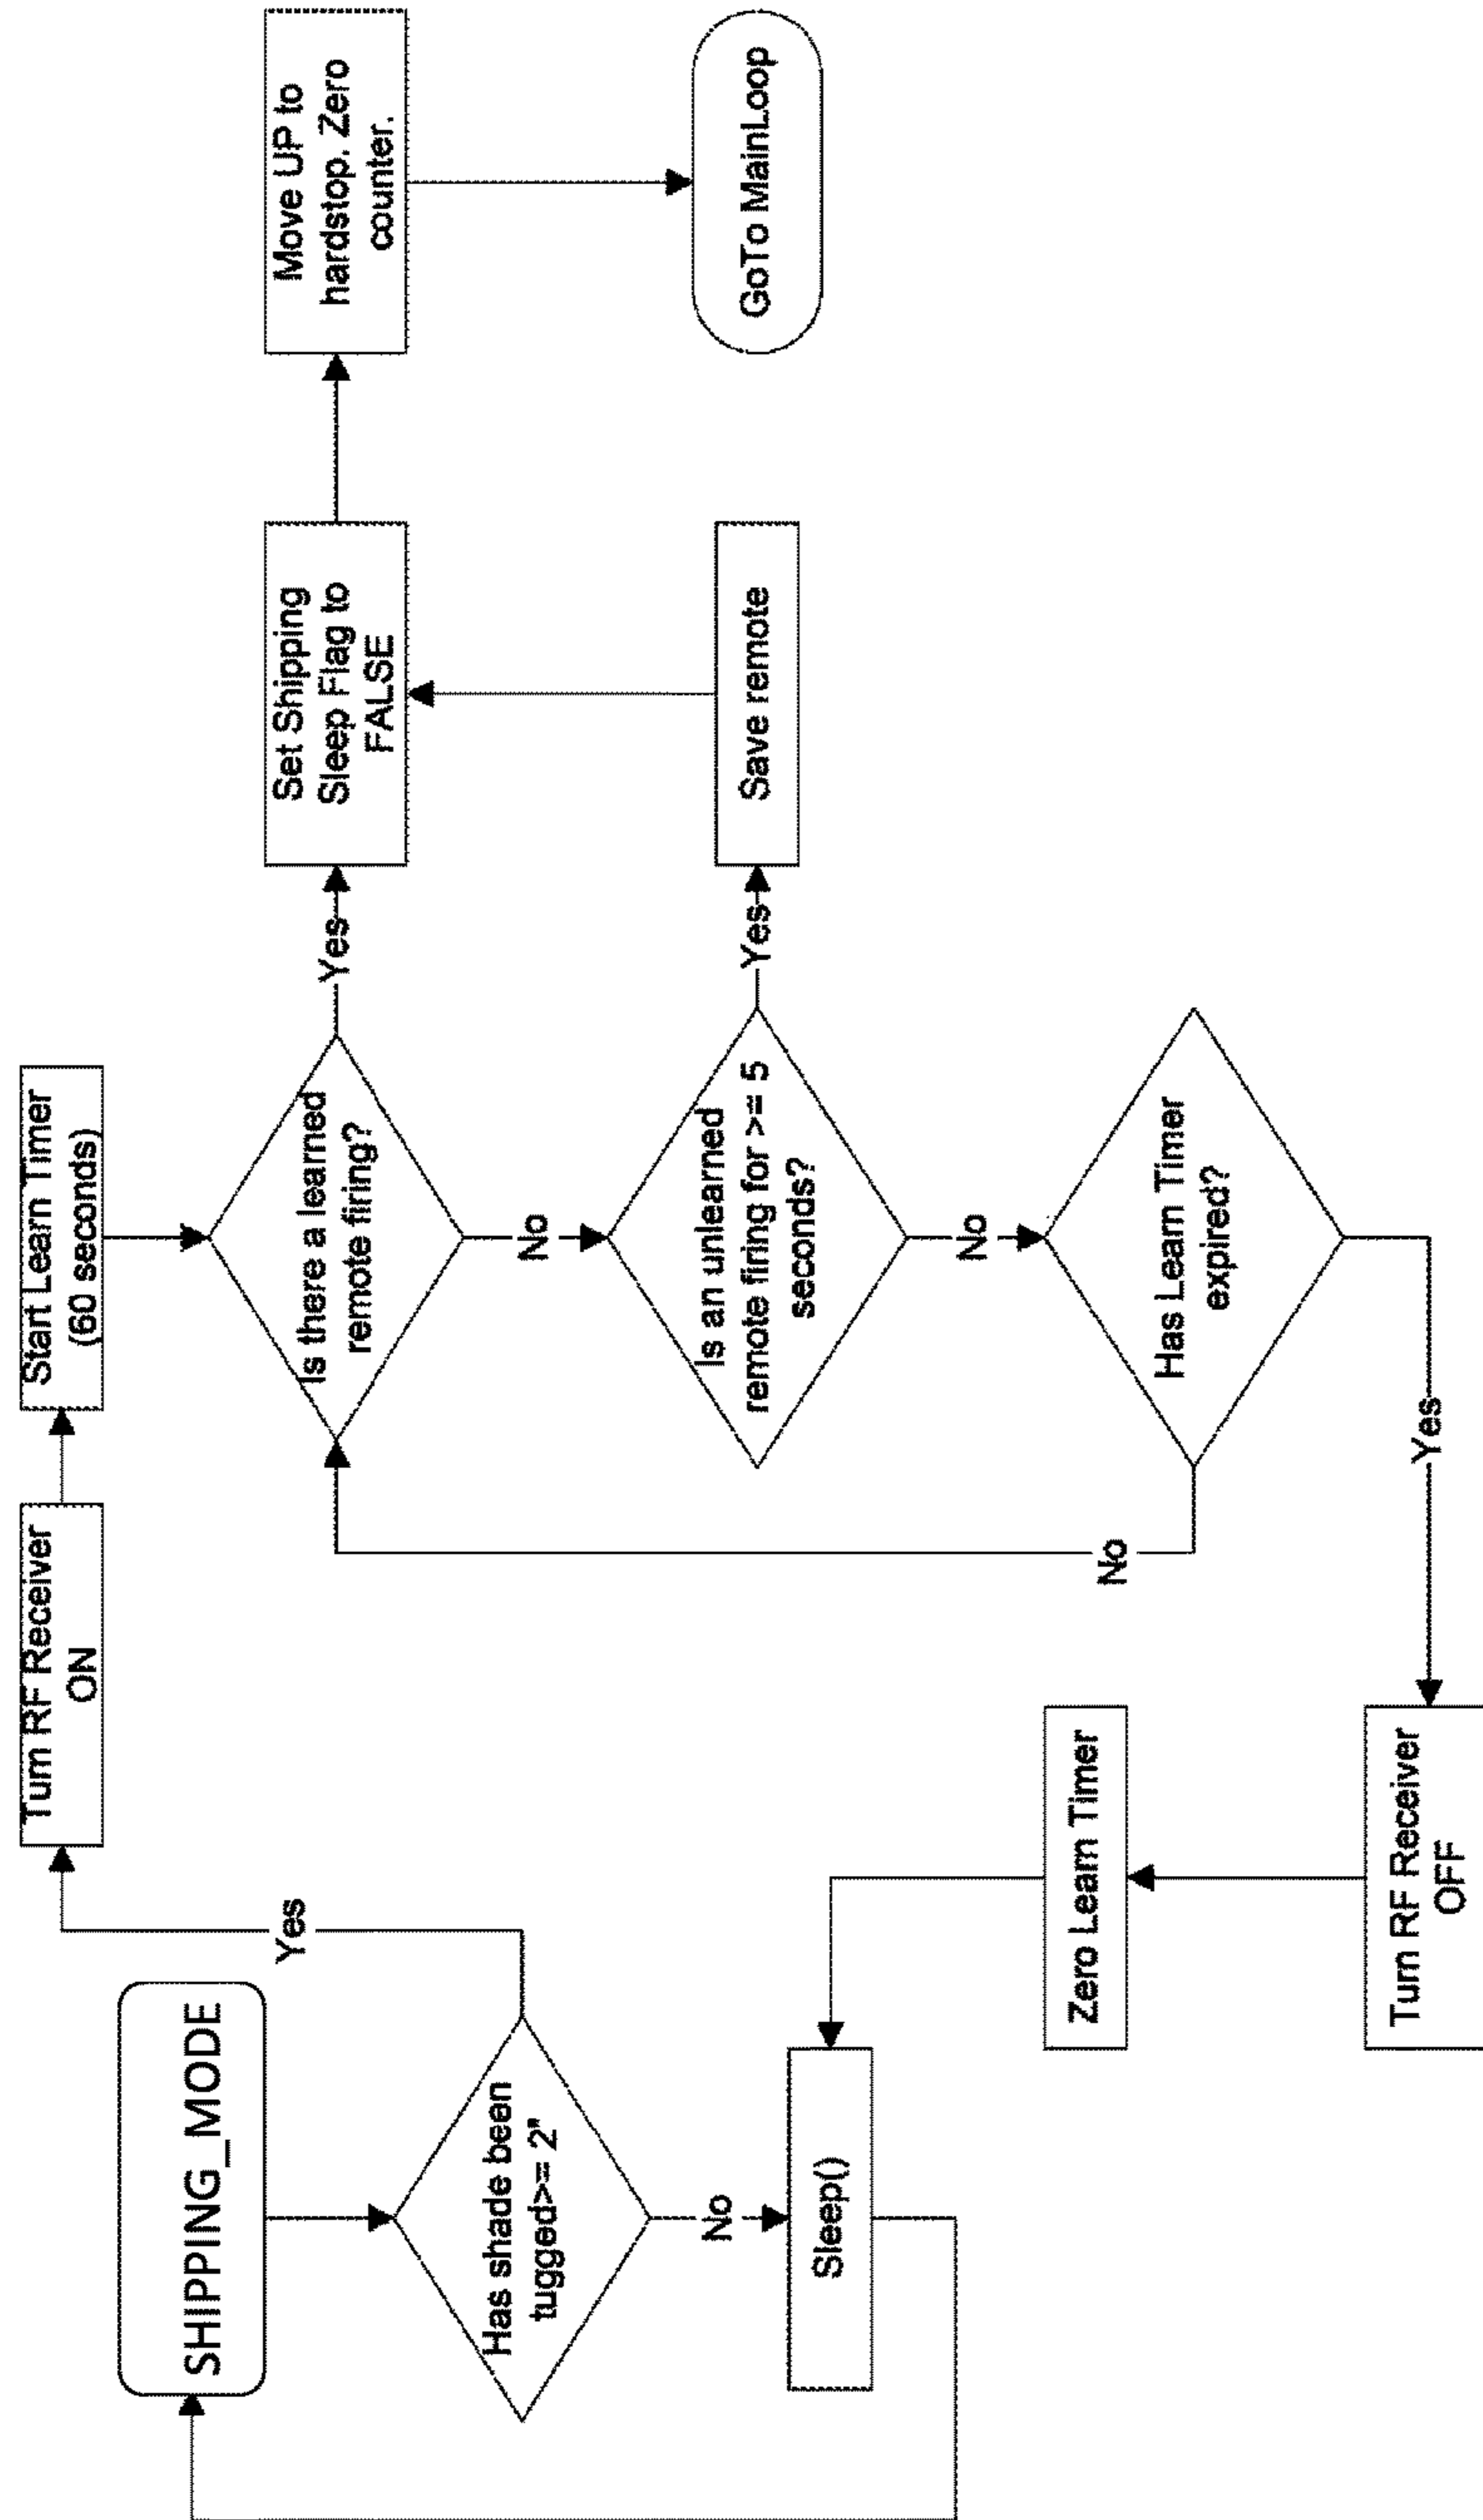 SHIPPING_MODE
Has shade been
tugged>= 2"
No
Sleep()
Yes
Turn RF Receiver
ON
Start Learn Timer
(60 seconds)
Is there a learned
remote firing?
Yes
Set Shipping
Sleep Flag to
FALSE
Move UP to
hardstop. Zero
counter.
GoTo MainLoop
No
Is an unlearned
remote firing for >= 5
seconds?
Yes
Save remote
No
Has Learn Timer
expired?
No
Yes
Turn RF Receiver
OFF
Zero Learn Timer